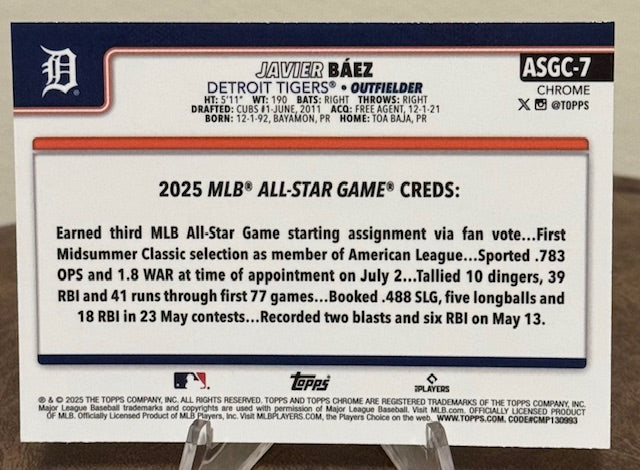 D
JAVIER BÁEZ
ASGC-7
DETROIT TIGERS® • OUTFIELDER
CHROME
HT: 5'11" WT: 190 BATS: RIGHT THROWS: RIGHT
X @TOPPS
DRAFTED: CUBS #1-JUNE, 2011 ACQ: FREE AGENT, 12-1-21
BORN: 12-1-92, BAYAMON, PR HOME: TOA BAJA, PR
2025 MLB® ALL-STAR GAME® CREDS:
Earned third MLB All-Star Game starting assignment via fan vote...First
Midsummer Classic selection as member of American League...Sported .783
OPS and 1.8 WAR at time of appointment on July 2...Tallied 10 dingers, 39
RBI and 41 runs through first 77 games...Booked .488 SLG, five longballs and
18 RBI in 23 May contests...Recorded two blasts and six RBI on May 13.
Topps
PLAYERS
® & © 2025 THE TOPPS COMPANY, INC. ALL RIGHTS RESERVED. TOPPS AND TOPPS CHROME ARE REGISTERED TRADEMARKS OF THE TOPPS COMPANY, INC.
Major League Baseball trademarks and copyrights are used with permission of Major League Baseball. Visit MLB.com. OFFICIALLY LICENSED PRODUCT
OF MLB. Officially Licensed Product of MLB Players, Inc. Visit MLBPLAYERS.COM, the Players Choice on the web. WWW.TOPPS.COM. CODE#CMP130993